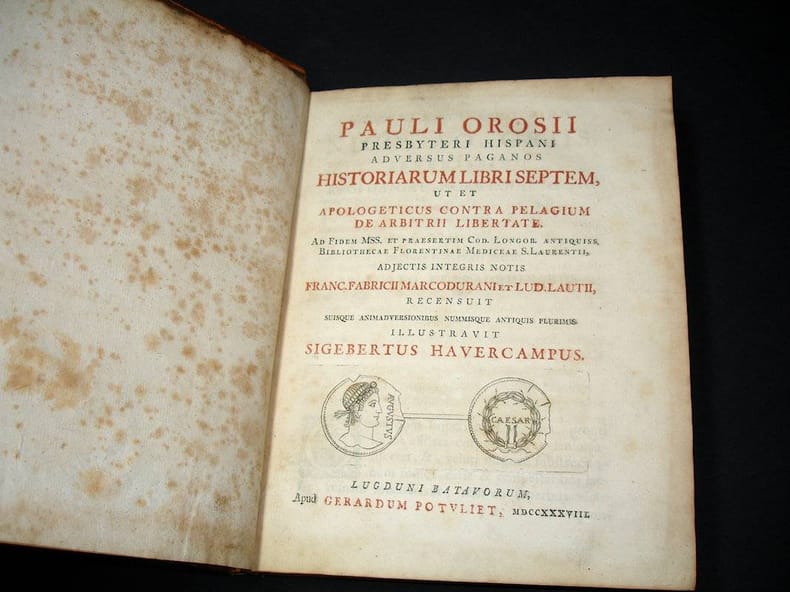 PAULI OROSII
PRESBYTERI HISPANI
ADVERSUS PAGANOS
HISTORIARUM LIBRI SEPTEM,
UT ET
APOLOGETICUS CONTRA PELAGIUM
DE ARBITRII LIBERTATE.
AD FIDEM MSS. ET PRAESERTIM COD. LONGOB. ANTIQUISS.
BIBLIOTHECAE FLORENTINAE MEDICEAE S. LAURENTII,
ADJECTIS INTEGRIS NOTIS
FRANC. FABRICII MARCODURANI ET LUD. LAUTII,
RECENSUIT
SUISQUE ANIMADVERSIONIBUS NUMMISQUE ANTIQUIS PLURIMIS
ILLUSTRAVIT
SIGEBERTUS HAVERCAMPUS.
AVGVSTVS
CAESAR
LUGDUNI BATAVORUM,
Apud GERARDUM POTVLIET, MDCCXXXVIII.